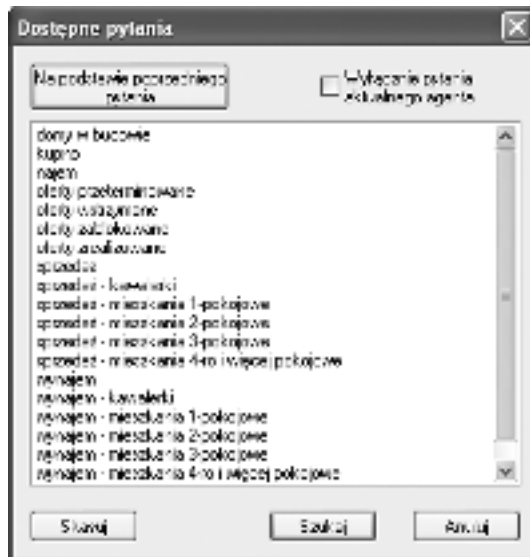 Dostępne pytania
Na podstawie poprzedniego
pytania
Wyłącznie pytania
aktualnego agenta
domy w budowie
kupno
najem
oferty przeterminowane
oferty wstrzymane
oferty zablokowane
oferty zrealizowane
sprzedaż
sprzedaż - kawalerki
sprzedaż - mieszkania 1-pokojowe
sprzedaż - mieszkania 2-pokojowe
sprzedaż - mieszkania 3-pokojowe
sprzedaż - mieszkania 4-ro i więcej pokojowe
wynajem
wynajem - kawalerki
wynajem - mieszkania 1-pokojowe
wynajem - mieszkania 2-pokojowe
wynajem - mieszkania 3-pokojowe
wynajem - mieszkania 4-ro i więcej pokojowe
Skasuj
Szukaj
Anuluj